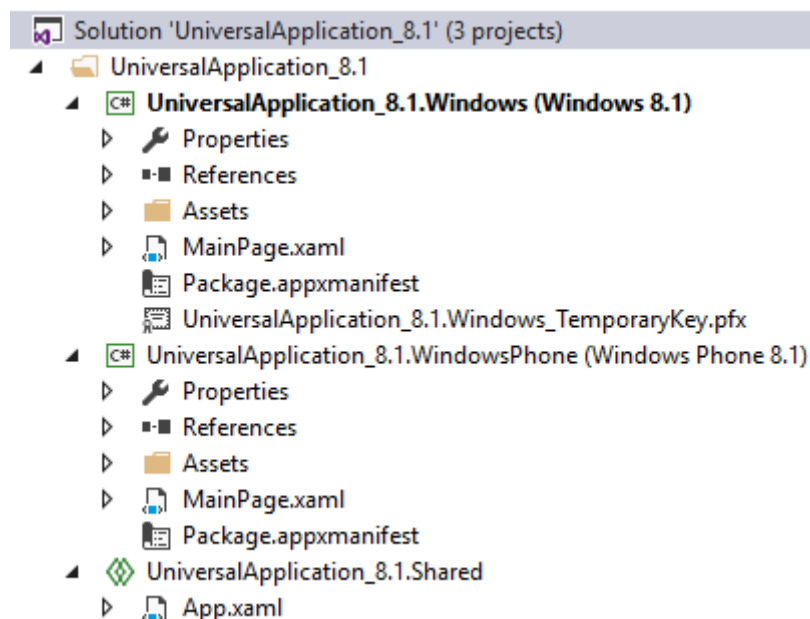 Solution 'UniversalApplication_8.1' (3 projects)
UniversalApplication_8.1
C# UniversalApplication_8.1.Windows (Windows 8.1)
Properties
References
Assets
MainPage.xaml
Package.appxmanifest
UniversalApplication_8.1.Windows_TemporaryKey.pfx
C# UniversalApplication_8.1.WindowsPhone (Windows Phone 8.1)
Properties
References
Assets
MainPage.xaml
Package.appxmanifest
UniversalApplication_8.1.Shared
App.xaml